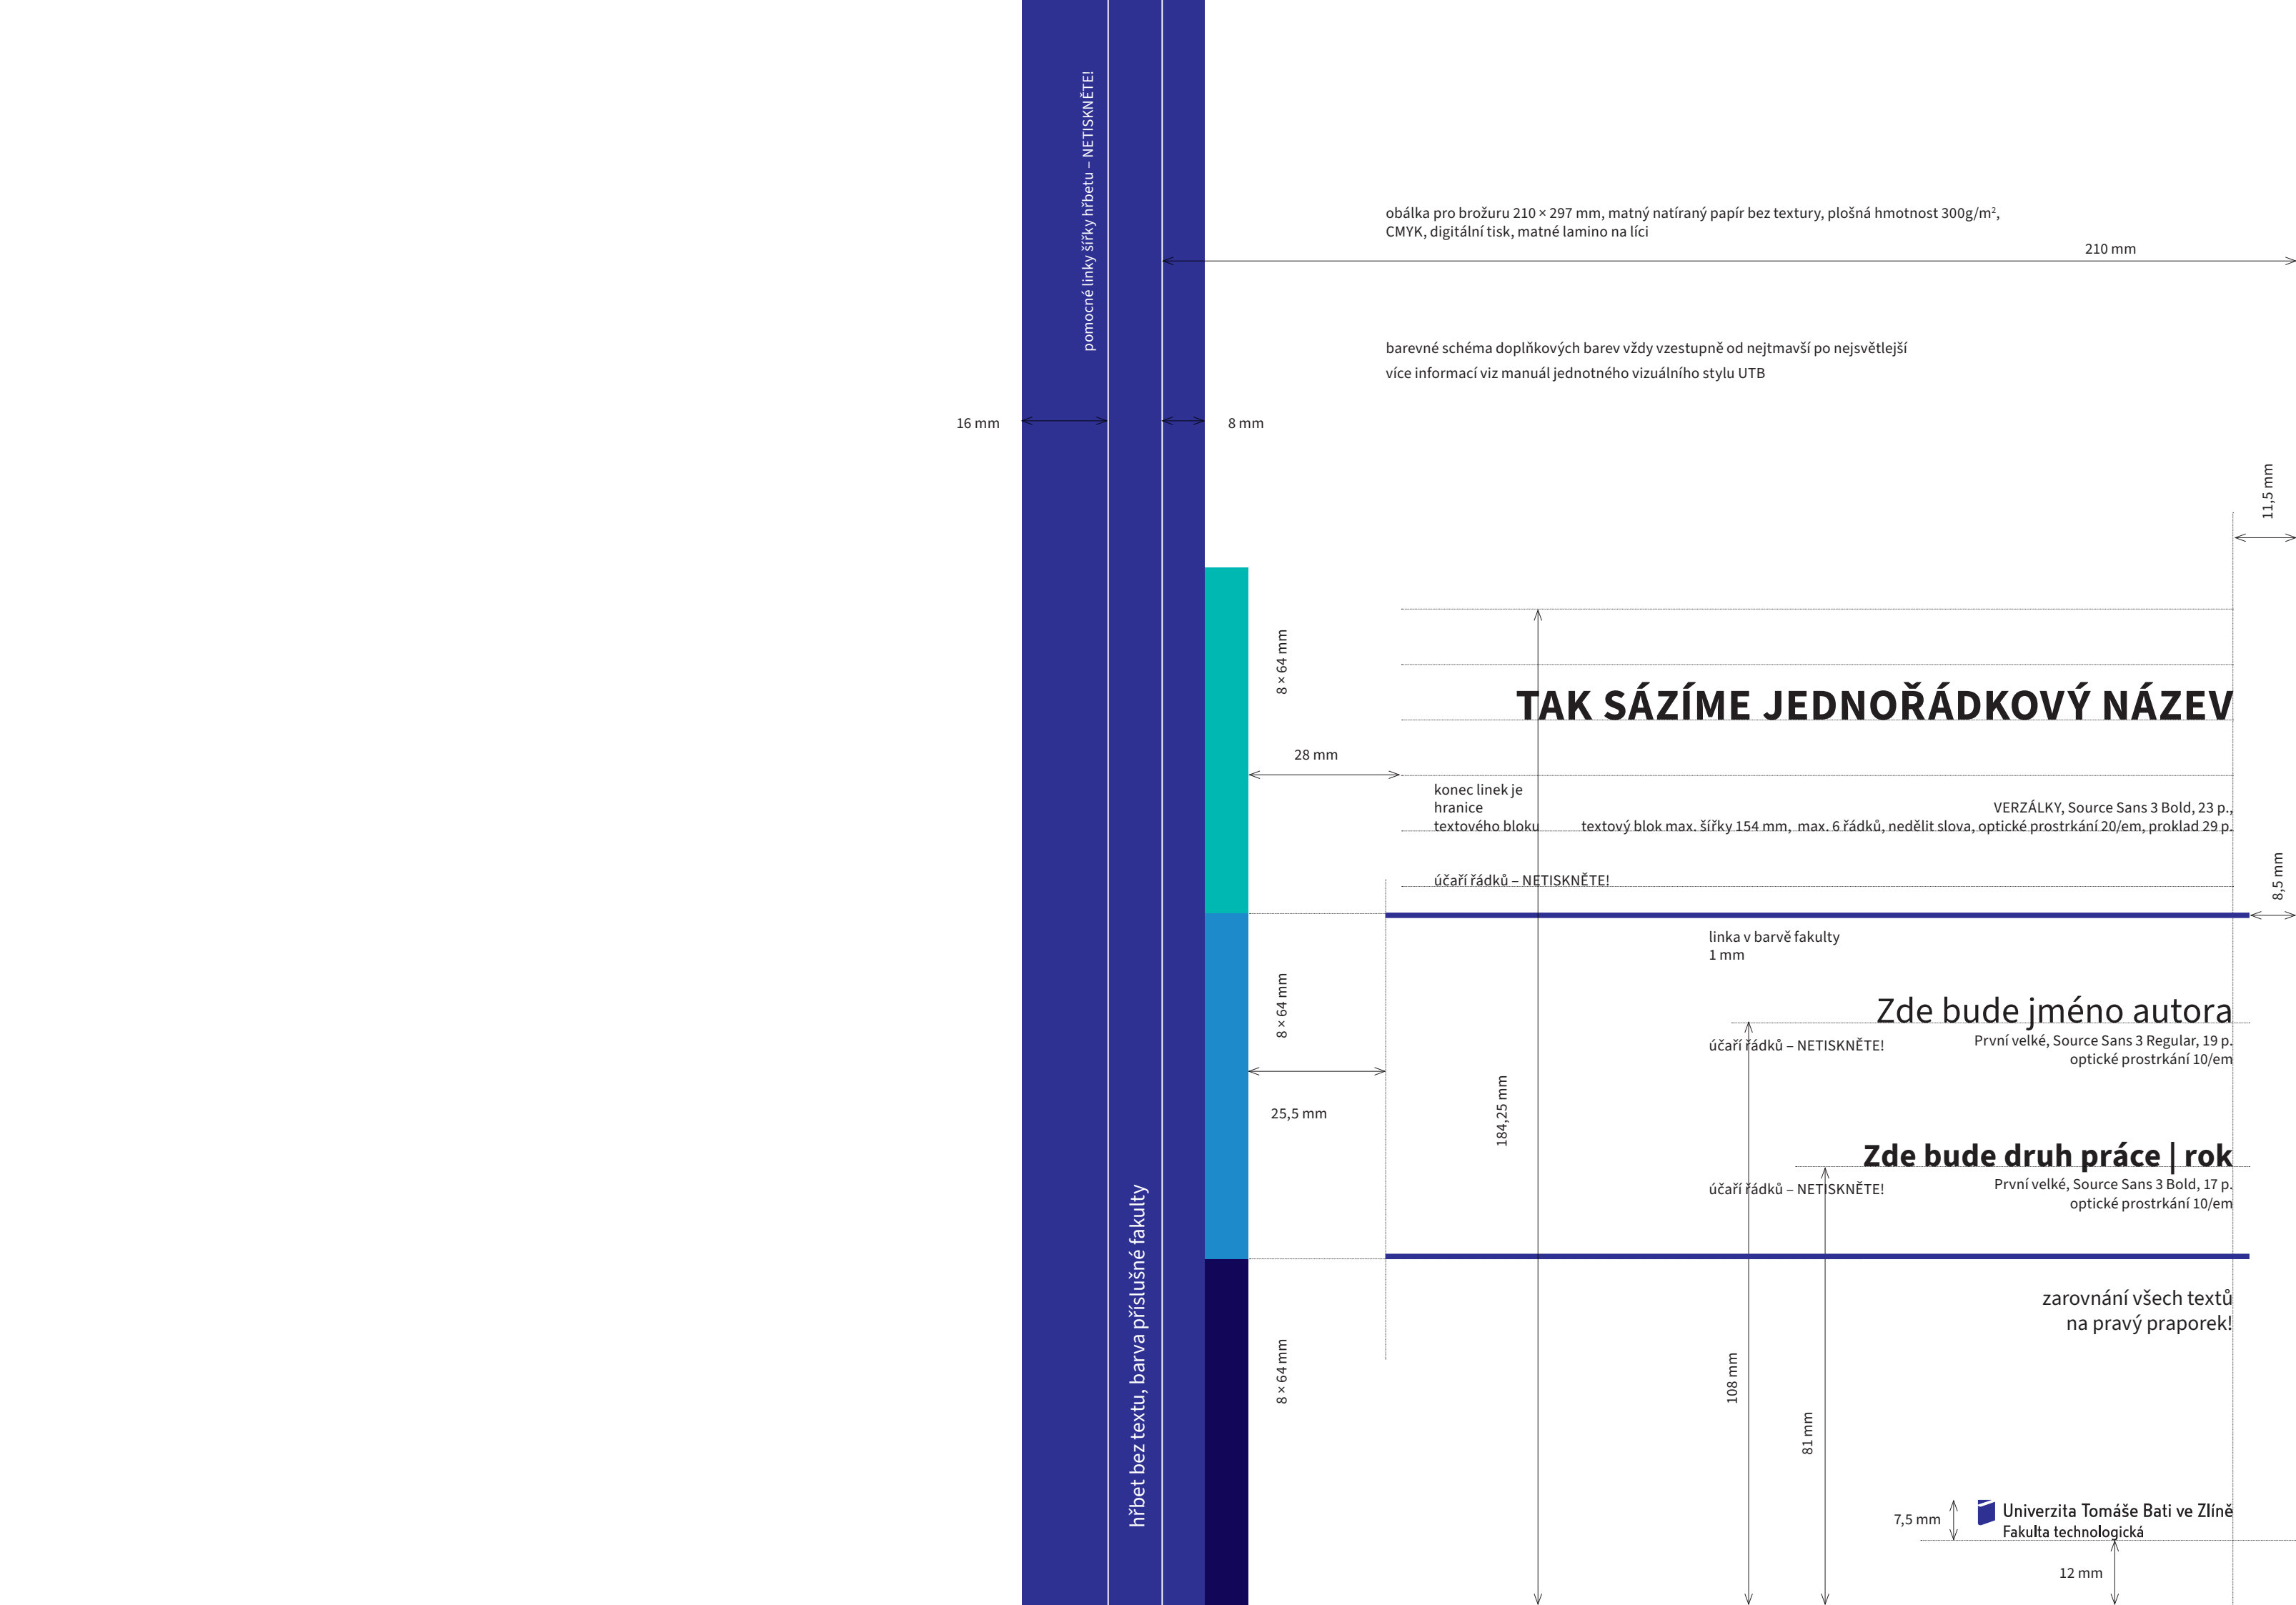 pomocné linky šířky hřbetu – NETISKNĚTE!
obálka pro brožuru 210 × 297 mm, matný natíraný papír bez textury, plošná hmotnost 300g/m²,
CMYK, digitální tisk, matné lamino na líci
210 mm
barevné schéma doplňkových barev vždy vzestupně od nejtmavší po nejsvětlejší
více informací viz manuál jednotného vizuálního stylu UTB
16 mm
8 mm
11,5 mm
8 × 64 mm
TAK SÁZÍME JEDNOŘÁDKOVÝ NÁZEV
28 mm
konec linek je
hranice
textového bloku
VERZÁLKY, Source Sans 3 Bold, 23 p.,
textový blok max. šířky 154 mm, max. 6 řádků, nedělit slova, optické prostrkání 20/em, proklad 29 p.
účaří řádků – NETISKNĚTE!
8,5 mm
linka v barvě fakulty
1 mm
8 × 64 mm
Zde bude jméno autora
účaří řádků – NETISKNĚTE!
První velké, Source Sans 3 Regular, 19 p.
optické prostrkání 10/em
25,5 mm
184,25 mm
Zde bude druh práce | rok
účaří řádků – NETISKNĚTE!
První velké, Source Sans 3 Bold, 17 p.
optické prostrkání 10/em
hřbet bez textu, barva příslušné fakulty
zarovnání všech textů
na pravý praporek!
8 × 64 mm
108 mm
81 mm
7,5 mm
Univerzita Tomáše Bati ve Zlíně
Fakulta technologická
12 mm